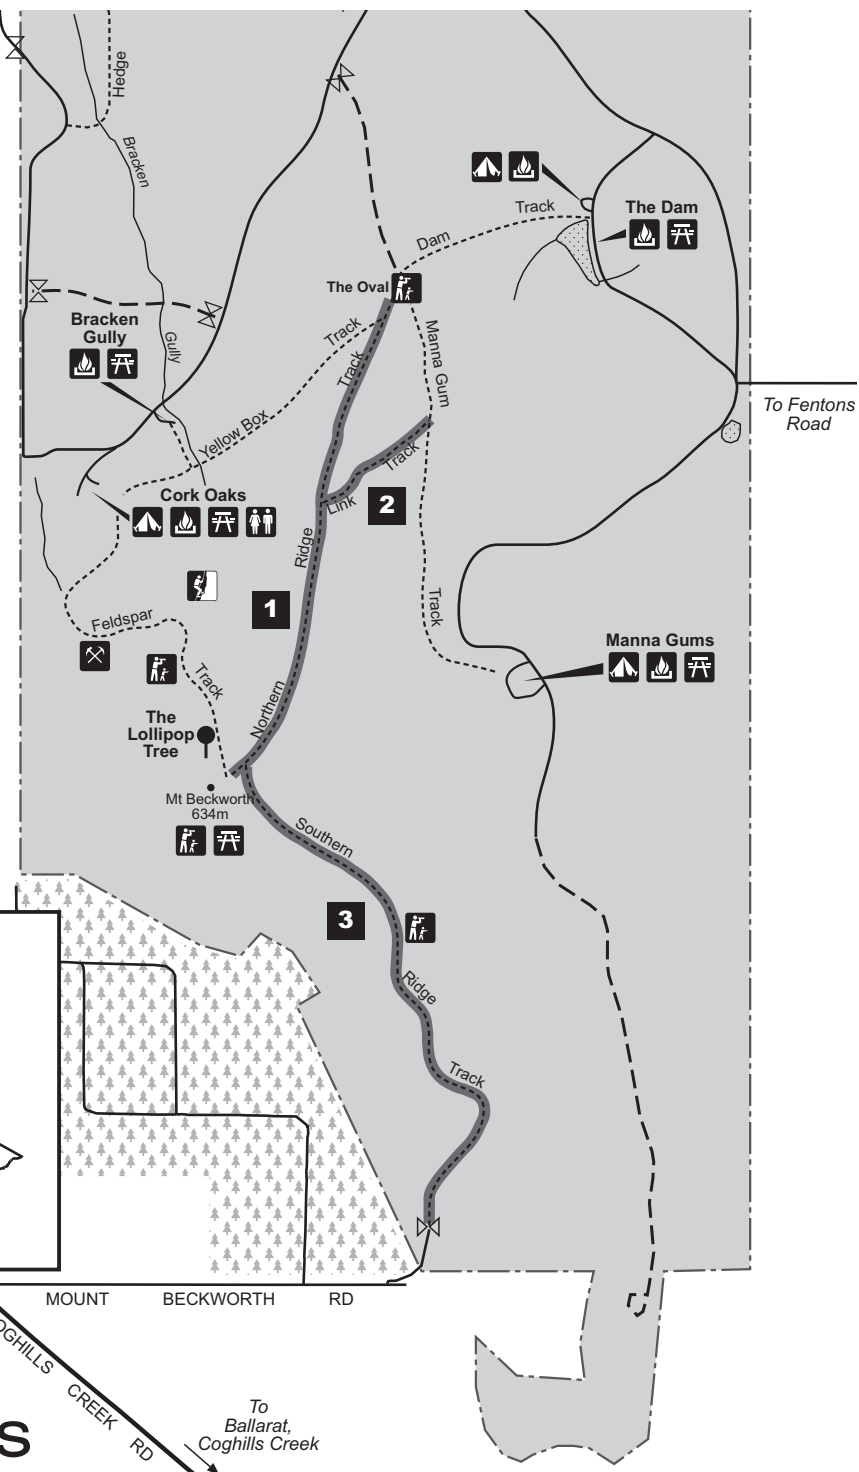 Hedge
Bracken
Gully
Track
The Dam
Dam
The Oval
Bracken
Gully
Track
Track
Manna Gum
To Fentons
Road
Yellow Box
Track
Link
2
Cork Oaks
Ridge
1
Feldspar
Track
Track
Manna Gums
Northern
The
Lollipop
Tree
Mt Beckworth
634m
Southern
3
Ridge
Track
MOUNT BECKWORTH RD
CREEK RD
To
Ballarat,
Coghills Creek
S